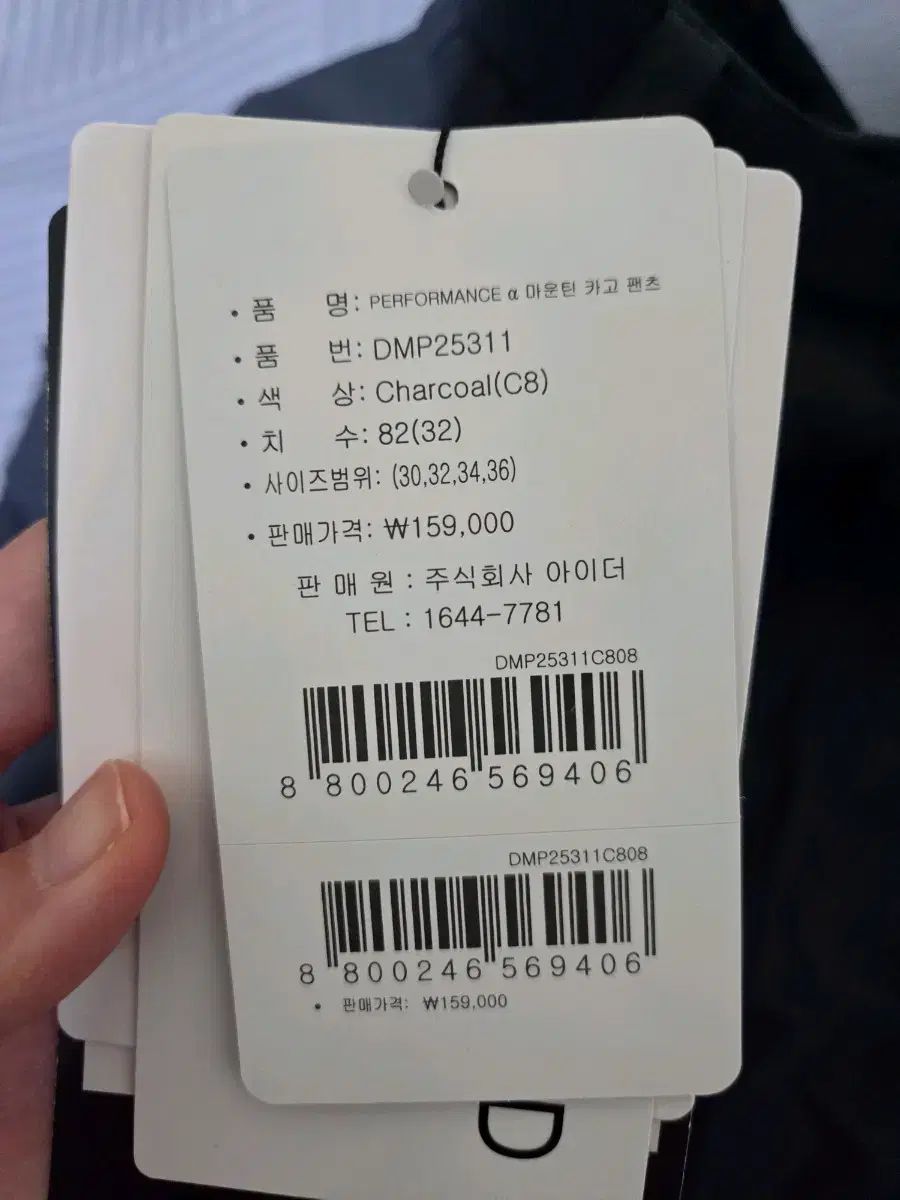 • 품 명: PERFORMANCE α 마운틴 카고 팬츠
• 품 번: DMP25311
• 색 상: Charcoal(C8)
• 치 수: 82(32)
• 사이즈범위: (30,32,34,36)
• 판매가격: ₩159,000
판 매 원 : 주식회사 아이더
TEL : 1644-7781
DMP25311C808
8 800246 569406
DMP25311C808
8 800246 569406
• 판매가격: ₩159,000
D